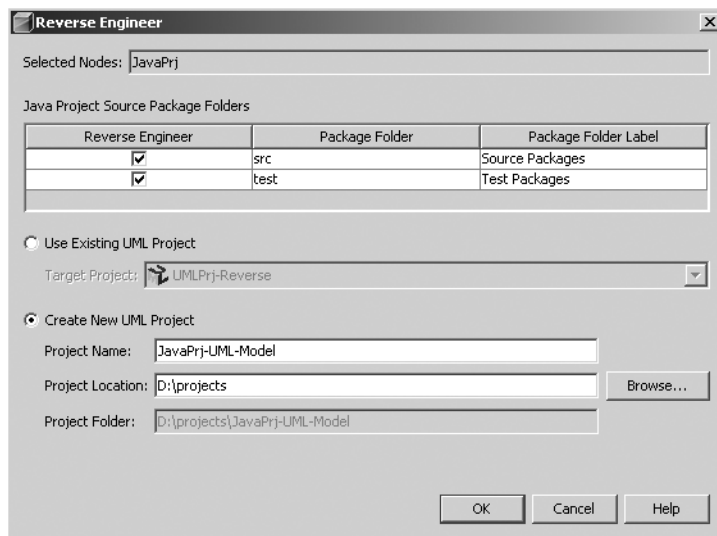 Reverse Engineer
Selected Nodes: JavaPrj
Java Project Source Package Folders
Reverse Engineer Package Folder Package Folder Label
src Source Packages
test Test Packages
Use Existing UML Project
Target Project: UMLPrj-Reverse
Create New UML Project
Project Name: JavaPrj-UML-Model
Project Location: D:\projects Browse...
Project Folder: D:\projects\JavaPrj-UML-Model
OK Cancel Help